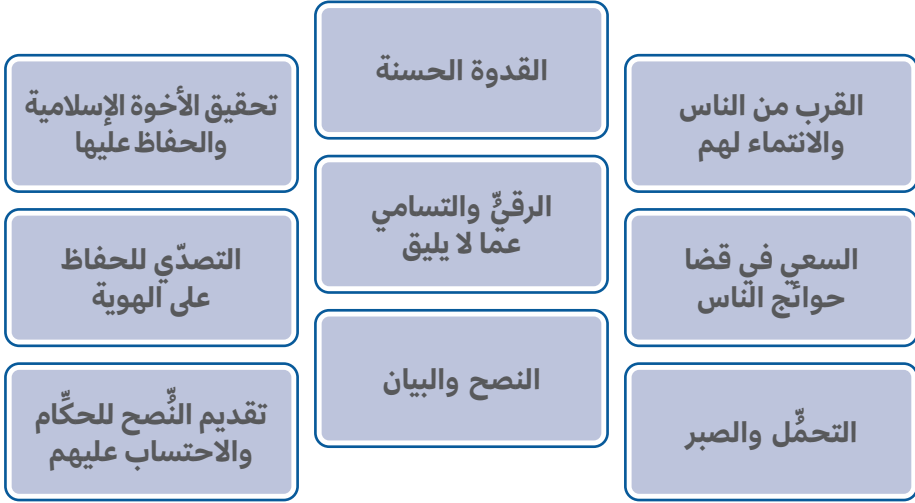 القرب من الناس
والانتماء لهم
القدوة الحسنة
تحقيق الأخوة الإسلامية
والحفاظ عليها
السعي في قضا
حوائج الناس
الرقيُّ والتسامي
عما لا يليق
التصدّي للحفاظ
على الهوية
التحمُّل والصبر
النصح والبيان
تقديم النُّصح للحكَّام
والاحتساب عليهم